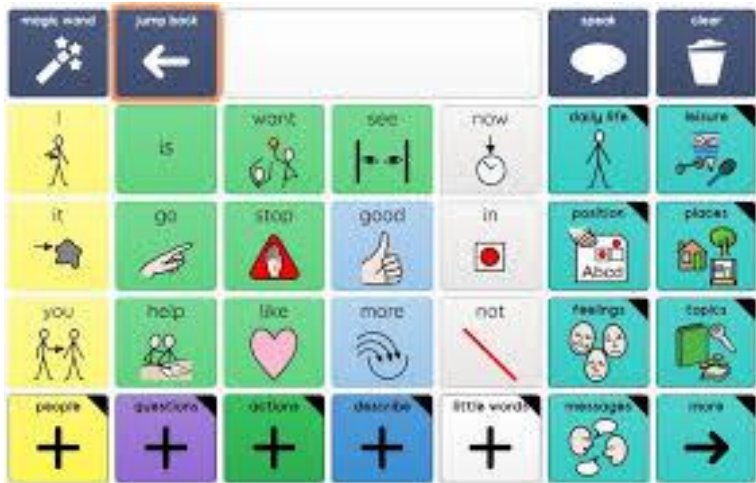 magic wand
jump back
speak
clear
I
is
want
see
now
daily life
leisure
it
go
stop
good
in
position
Abcd
places
you
help
like
more
not
feelings
topics
people
questions
actions
describe
little words
messages
more